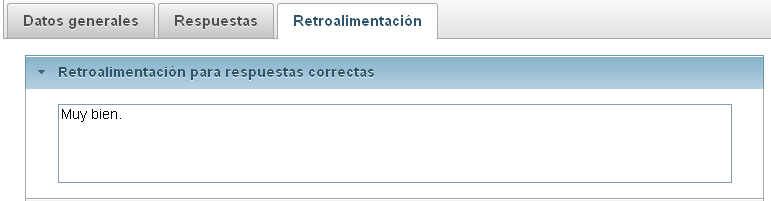 Datos generales Respuestas Retroalimentación
Retroalimentación para respuestas correctas
Muy bien.